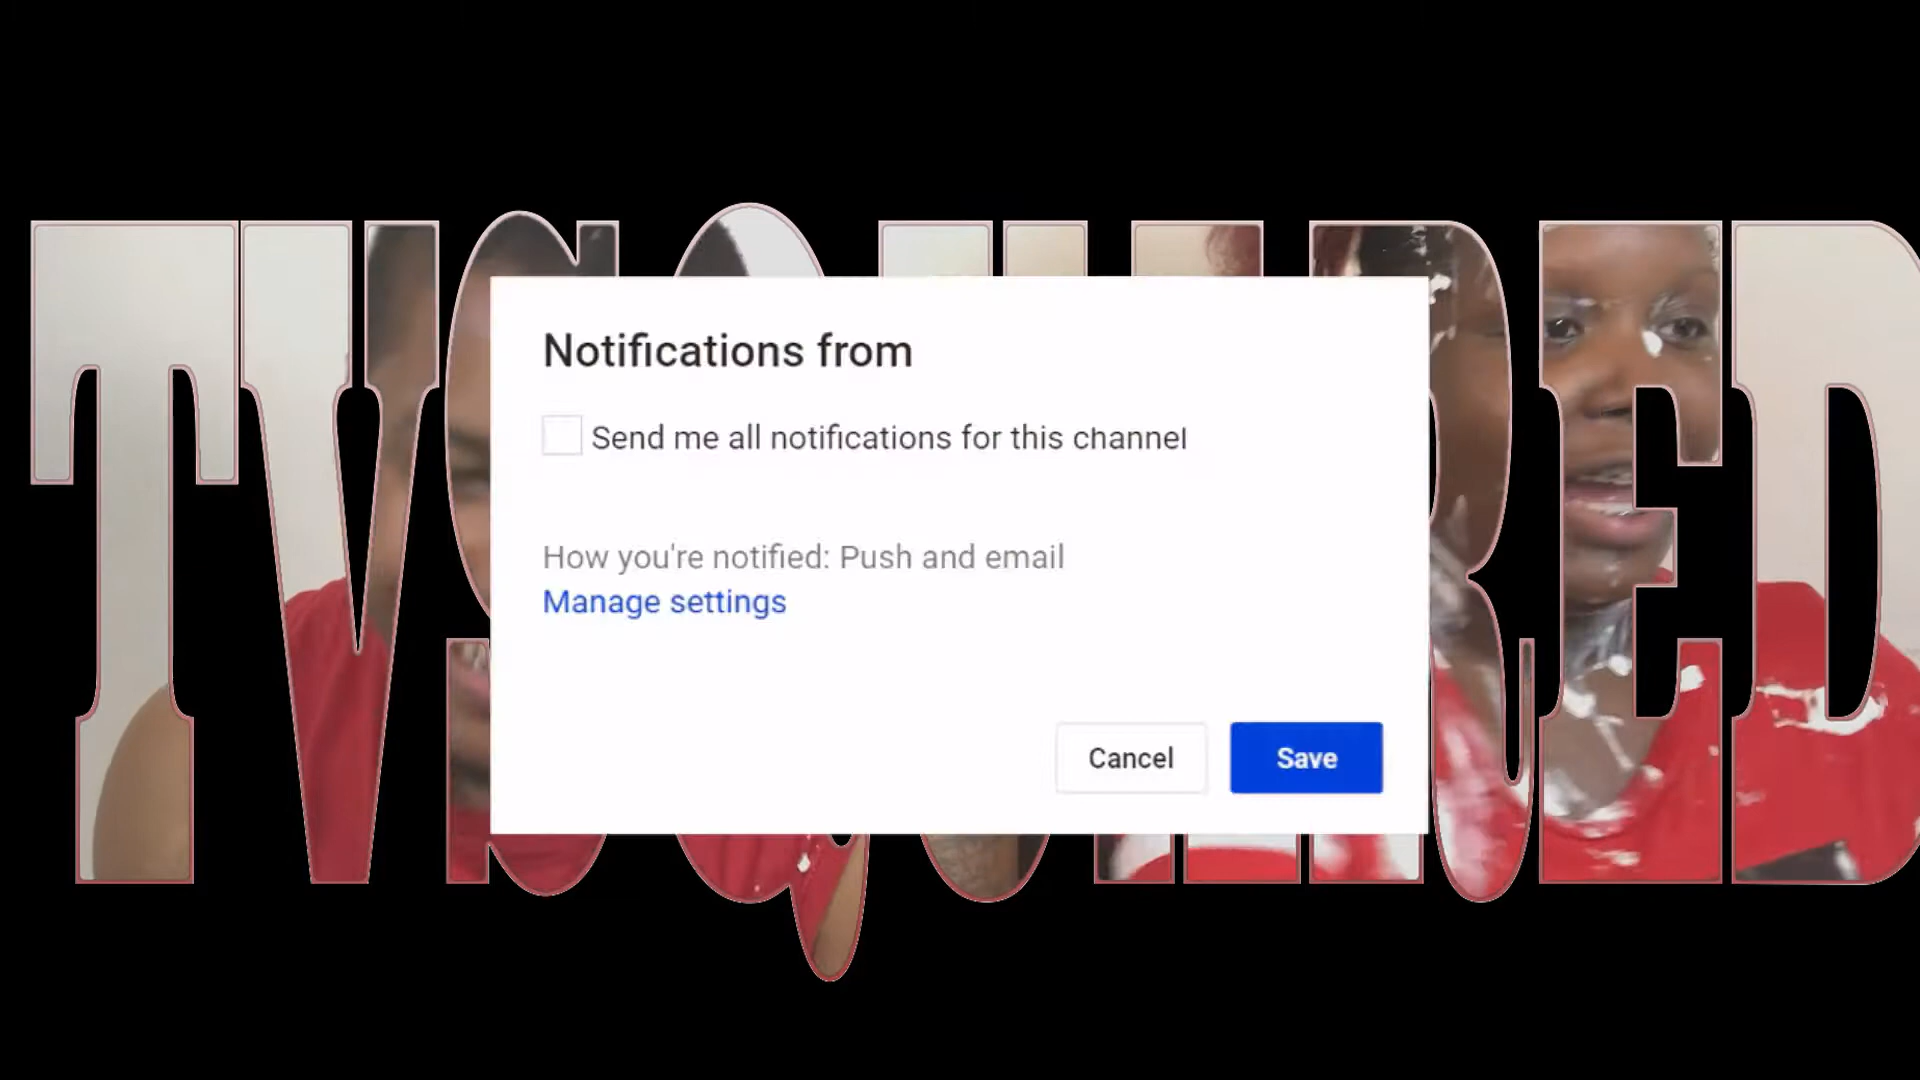 Notifications from
Send me all notifications for this channel
How you're notified: Push and email
Manage settings
Cancel Save